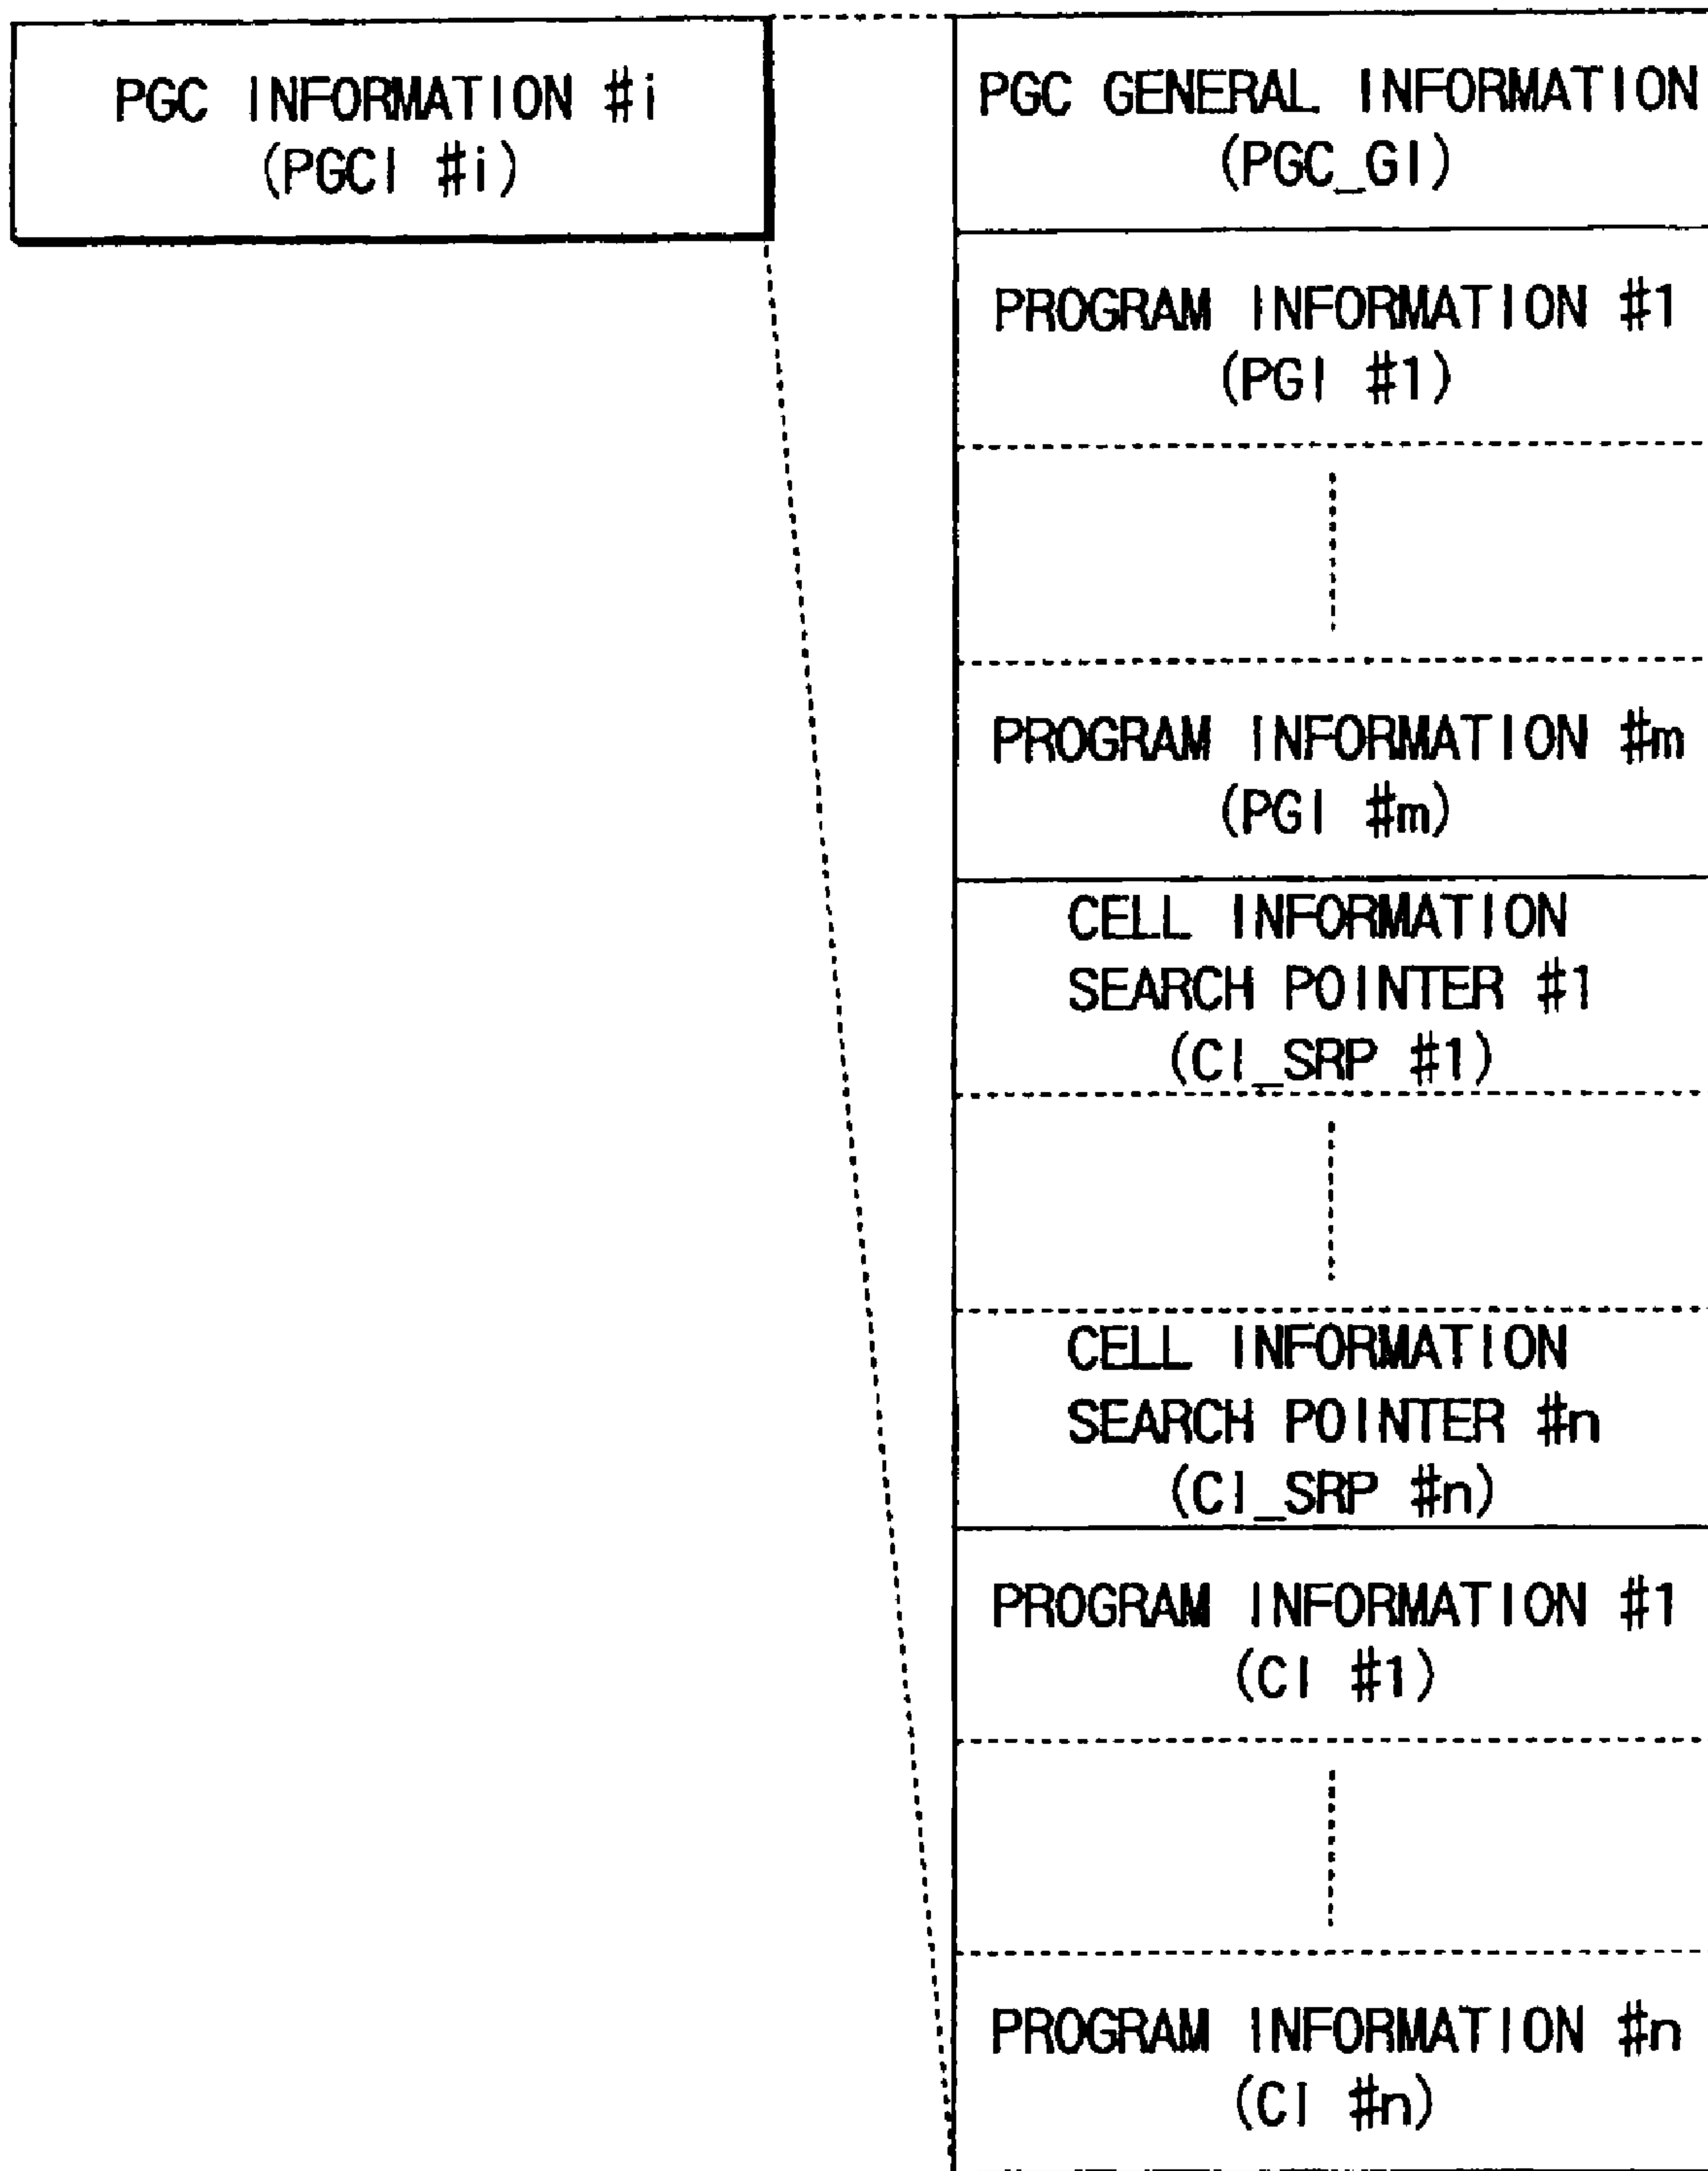 PGC INFORMATION #i
(PGCI #i)
PGC GENERAL INFORMATION
(PGC_GI)
PROGRAM INFORMATION #1
(PGI #1)
PROGRAM INFORMATION #m
(PGI #m)
CELL INFORMATION
SEARCH POINTER #1
(CI_SRP #1)
CELL INFORMATION
SEARCH POINTER #n
(CI_SRP #n)
PROGRAM INFORMATION #1
(CI #1)
PROGRAM INFORMATION #n
(CI #n)